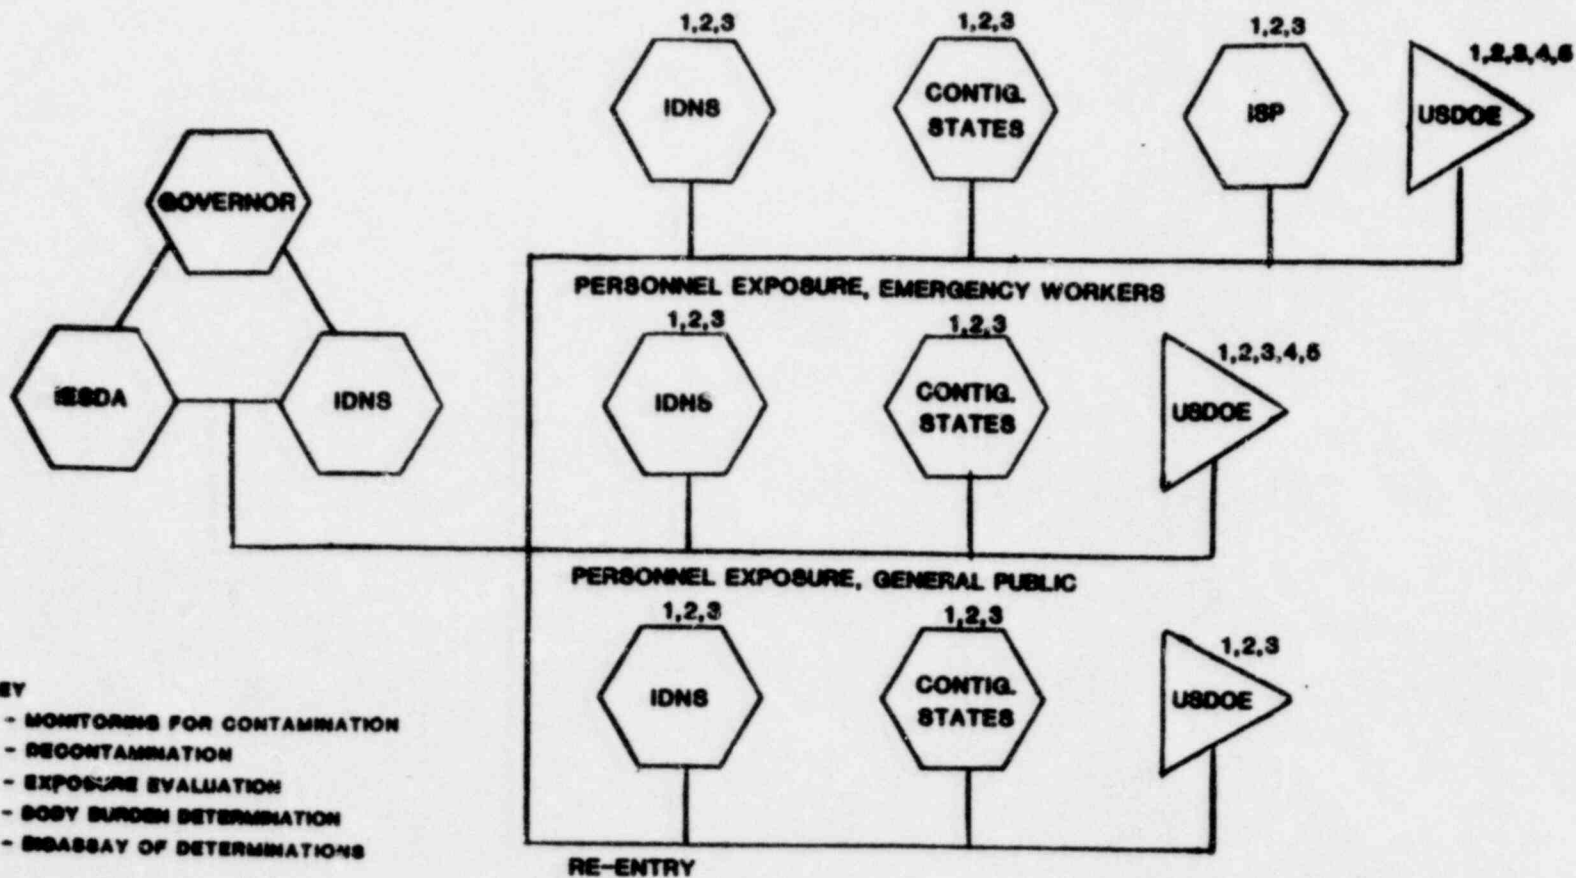 1,2,3
1,2,3
1,2,3
1,2,3,4,5
IDNS
CONTIG.
STATES
ISP
USDOE
GOVERNOR
PERSONNEL EXPOSURE, EMERGENCY WORKERS
1,2,3
1,2,3
1,2,3,4,5
IESDA
IDNS
IDNS
CONTIG.
STATES
USDOE
PERSONNEL EXPOSURE, GENERAL PUBLIC
1,2,3
1,2,3
1,2,3
IDNS
CONTIG.
STATES
USDOE
EY
- MONITORING FOR CONTAMINATION
- DECONTAMINATION
- EXPOSURE EVALUATION
- BODY BURDEN DETERMINATION
- BIOASSAY OF DETERMINATIONS
RE-ENTRY